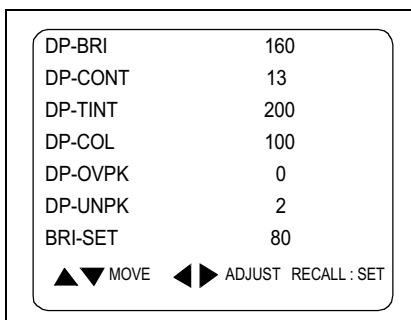 DP-BRI 160
DP-CONT 13
DP-TINT 200
DP-COL 100
DP-OVPK 0
DP-UNPK 2
BRI-SET 80
▲▼ MOVE ◀▶ ADJUST RECALL : SET